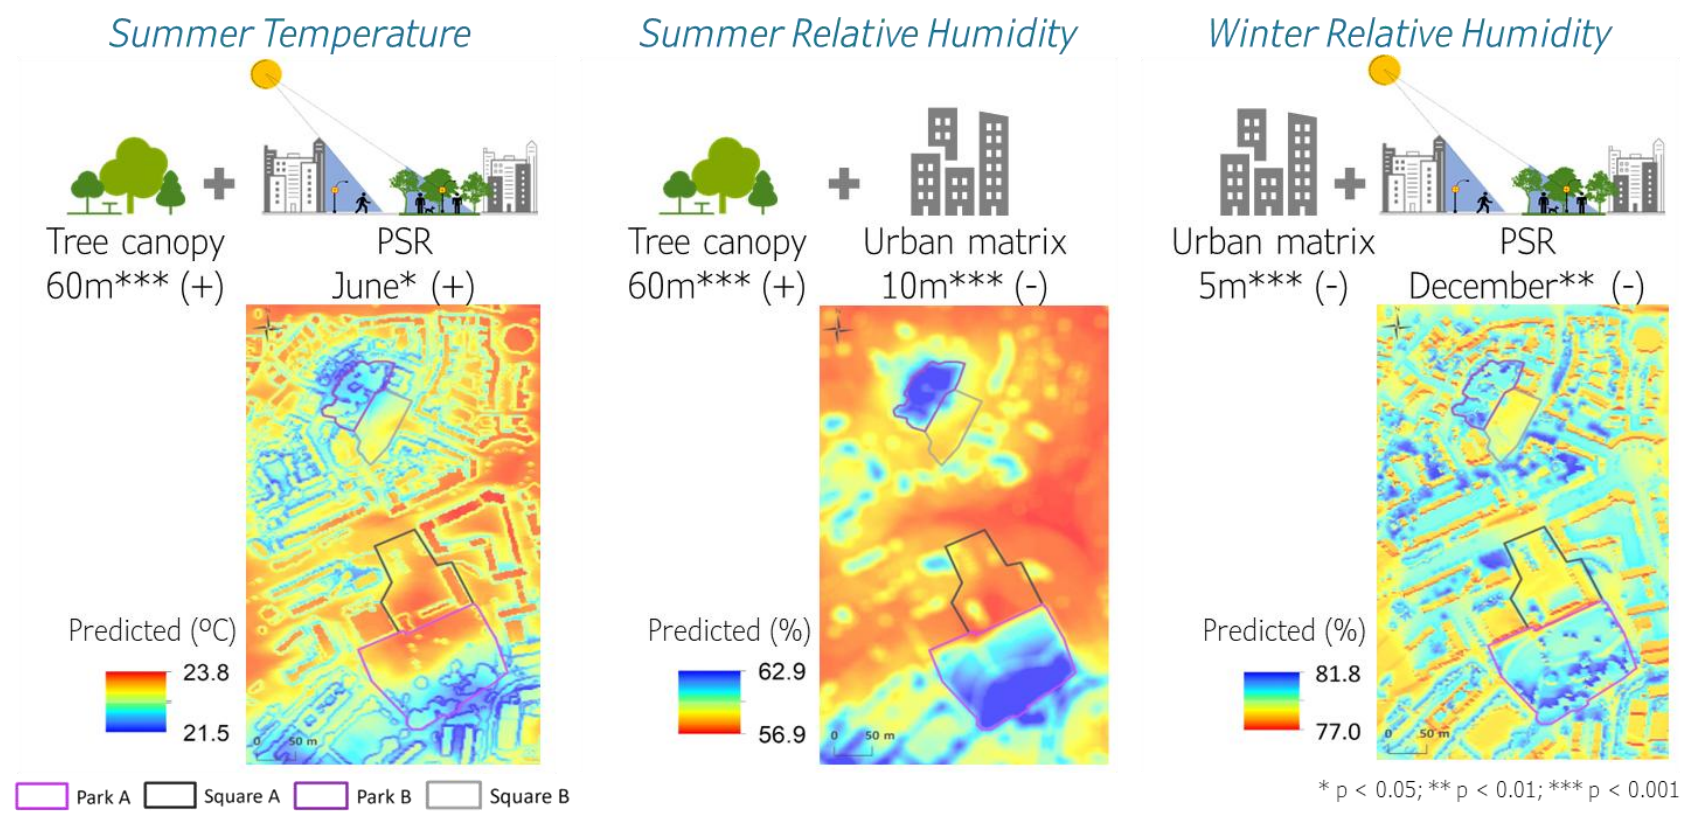 Summer Temperature
Tree canopy
60m*** (+)
PSR
June* (+)
Predicted (ºC)
23.8
21.5
0 50 m
Summer Relative Humidity
Tree canopy
60m*** (+)
Urban matrix
10m*** (-)
Predicted (%)
62.9
56.9
0 50 m
Winter Relative Humidity
Urban matrix
5m*** (-)
PSR
December** (-)
Predicted (%)
81.8
77.0
0 50 m
Park A Square A Park B Square B
* p < 0.05; ** p < 0.01; *** p < 0.001